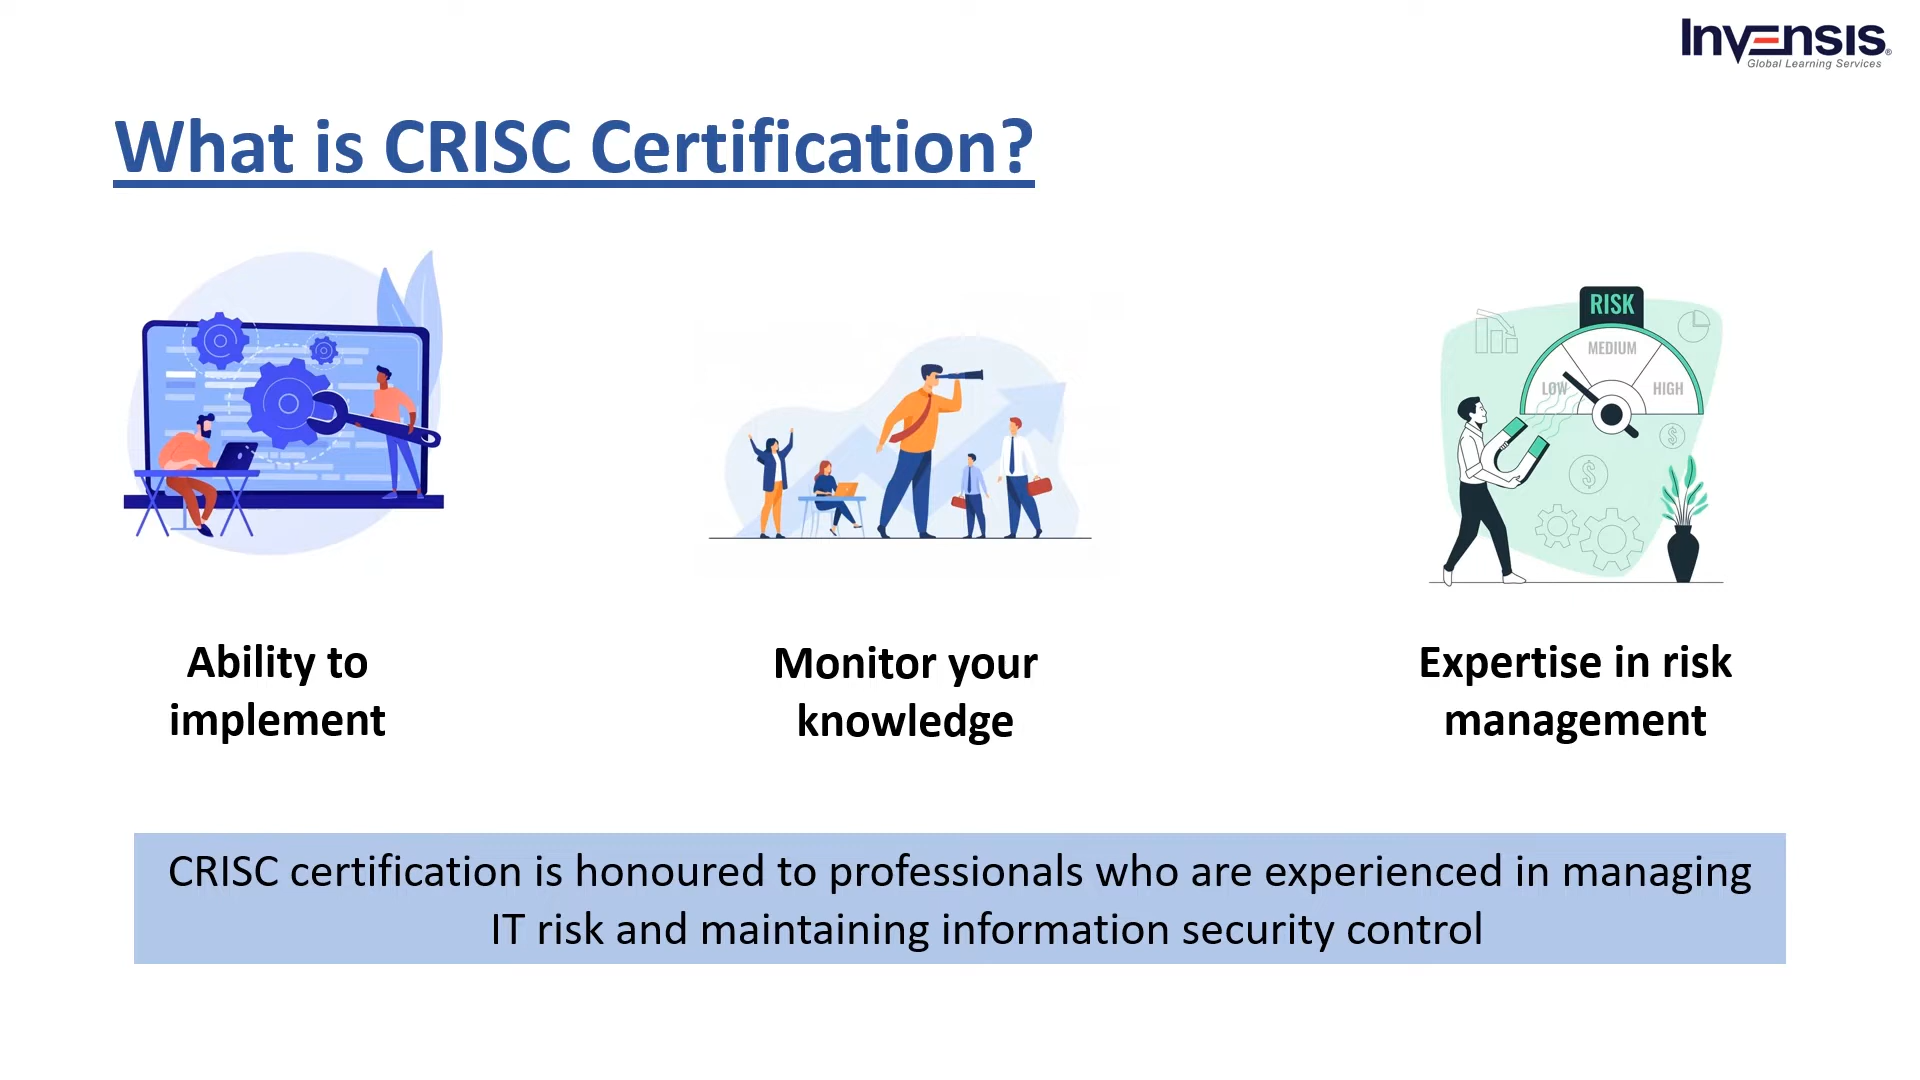 Invensis
Global Learning Services
What is CRISC Certification?
RISK
MEDIUM
LOW
HIGH
Ability to
implement
Monitor your
knowledge
Expertise in risk
management
CRISC certification is honoured to professionals who are experienced in managing
IT risk and maintaining information security control